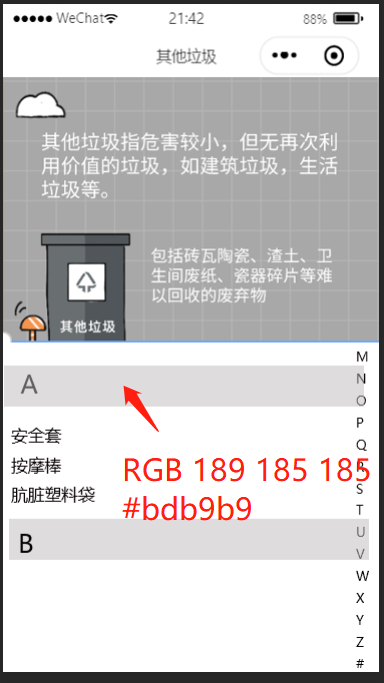 WeChat 21:42 88%
其他垃圾
其他垃圾指危害较小，但无再次利
用价值的垃圾，如建筑垃圾，生活
垃圾等。
包括砖瓦陶瓷、渣土、卫
生间废纸、瓷器碎片等难
以回收的废弃物
其他垃圾
A
安全套
按摩棒
肮脏塑料袋
B
RGB 189 185 185
#bdb9b9
M
N
O
P
Q
R
S
T
U
V
W
X
Y
Z
#